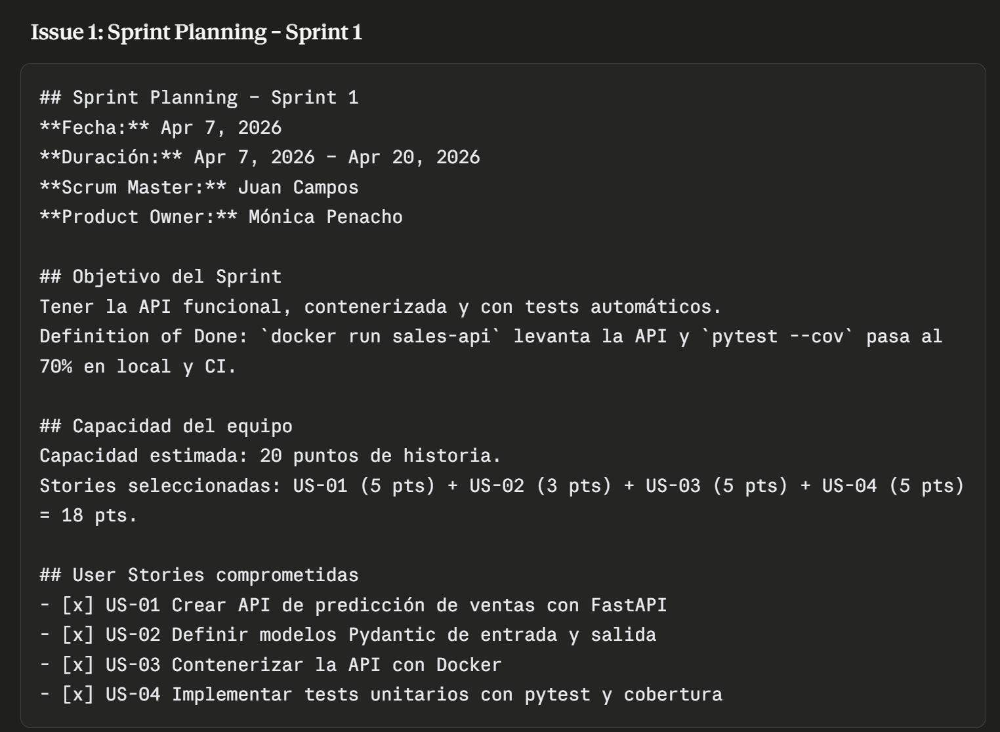 Issue 1: Sprint Planning – Sprint 1
## Sprint Planning – Sprint 1
**Fecha:** Apr 7, 2026
**Duración:** Apr 7, 2026 – Apr 20, 2026
**Scrum Master:** Juan Campos
**Product Owner:** Mónica Penacho
## Objetivo del Sprint
Tener la API funcional, contenerizada y con tests automáticos.
Definition of Done: `docker run sales-api` levanta la API y `pytest --cov` pasa al
70% en local y CI.
## Capacidad del equipo
Capacidad estimada: 20 puntos de historia.
Stories seleccionadas: US-01 (5 pts) + US-02 (3 pts) + US-03 (5 pts) + US-04 (5 pts)
= 18 pts.
## User Stories comprometidas
- [x] US-01 Crear API de predicción de ventas con FastAPI
- [x] US-02 Definir modelos Pydantic de entrada y salida
- [x] US-03 Contenerizar la API con Docker
- [x] US-04 Implementar tests unitarios con pytest y cobertura